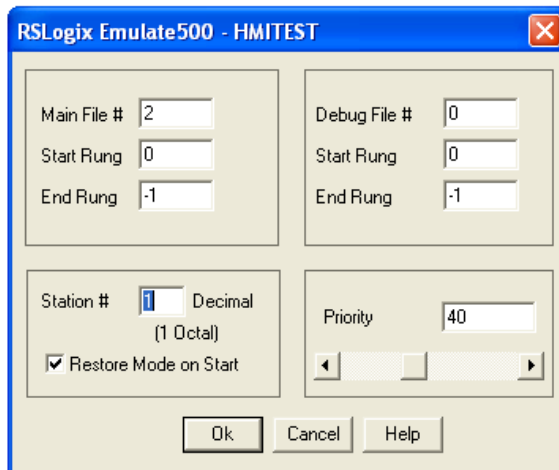 RSLogix Emulate500 - HMITEST
Main File # 2
Start Rung 0
End Rung -1
Debug File # 0
Start Rung 0
End Rung -1
Station # 1 Decimal
(1 Octal)
Restore Mode on Start
Priority 40
Ok Cancel Help